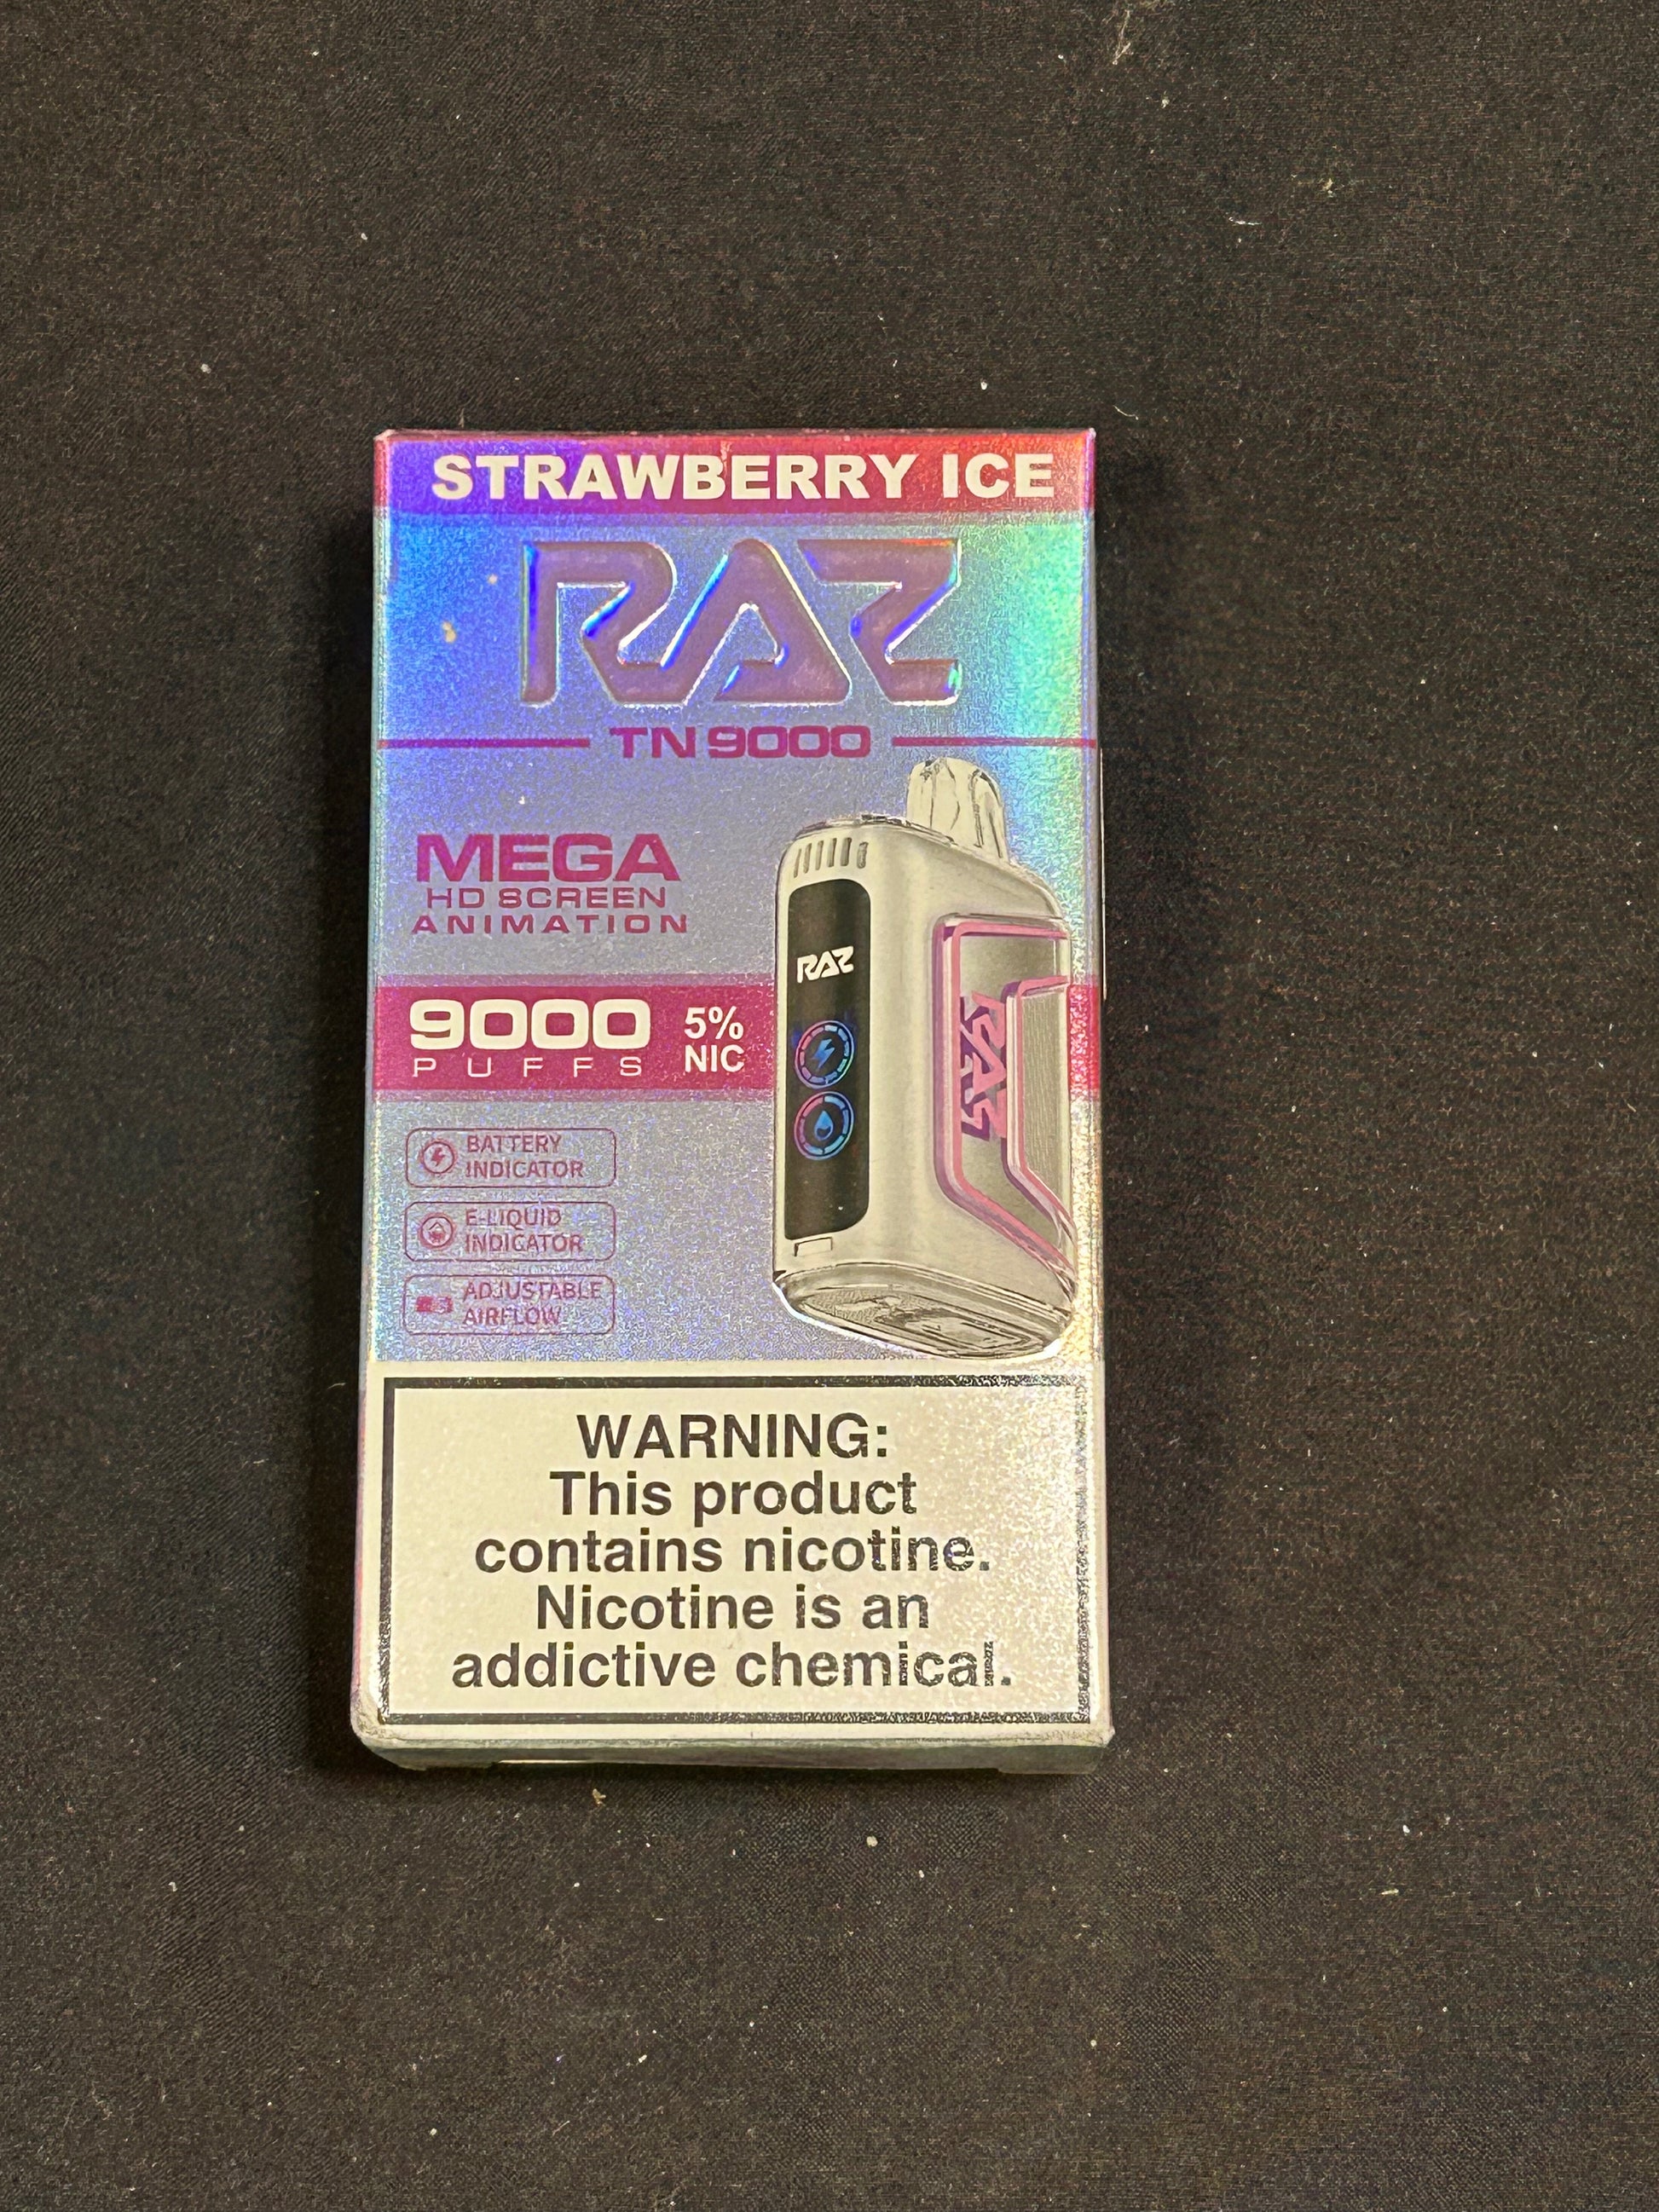 STRAWBERRY ICE
RAZ
TN 9000
MEGA
HD SCREEN
ANIMATION
RAZ
RAZ
9000
PUFFS
5%
NIC
BATTERY
INDICATOR
E-LIQUID
INDICATOR
ADJUSTABLE
AIRFLOW
WARNING:
This product
contains nicotine.
Nicotine is an
addictive chemical.